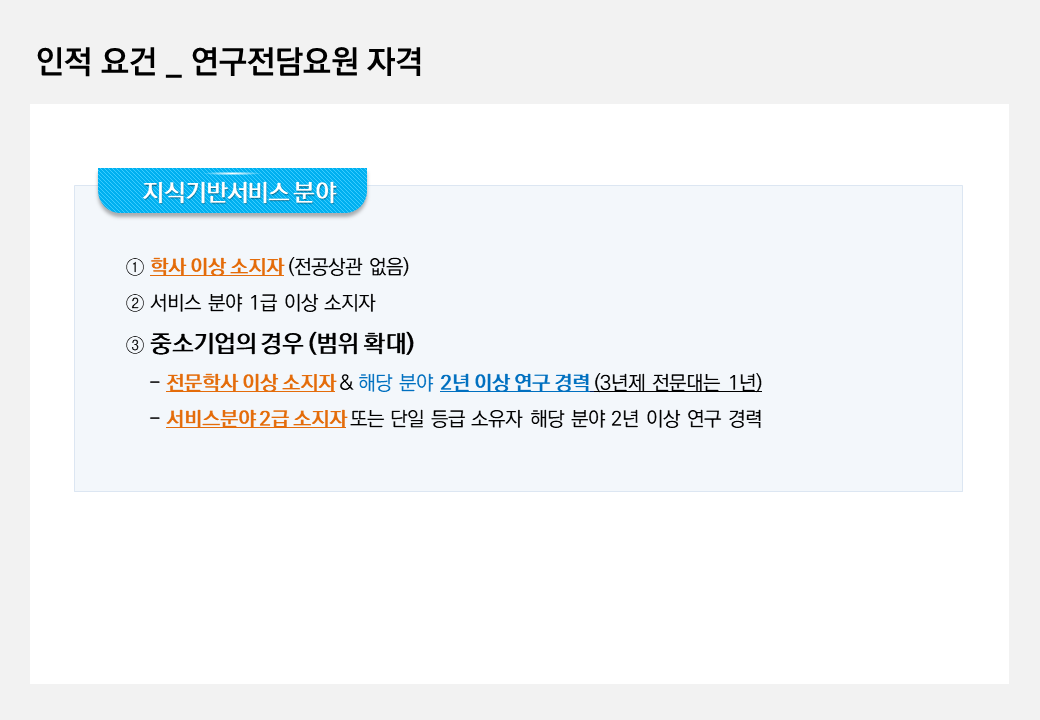 인적 요건 _ 연구전담요원 자격
지식기반서비스 분야
① 학사 이상 소지자 (전공상관 없음)
② 서비스 분야 1급 이상 소지자
③ 중소기업의 경우 (범위 확대)
- 전문학사 이상 소지자 & 해당 분야 2년 이상 연구 경력 (3년제 전문대는 1년)
- 서비스분야 2급 소지자 또는 단일 등급 소유자 해당 분야 2년 이상 연구 경력